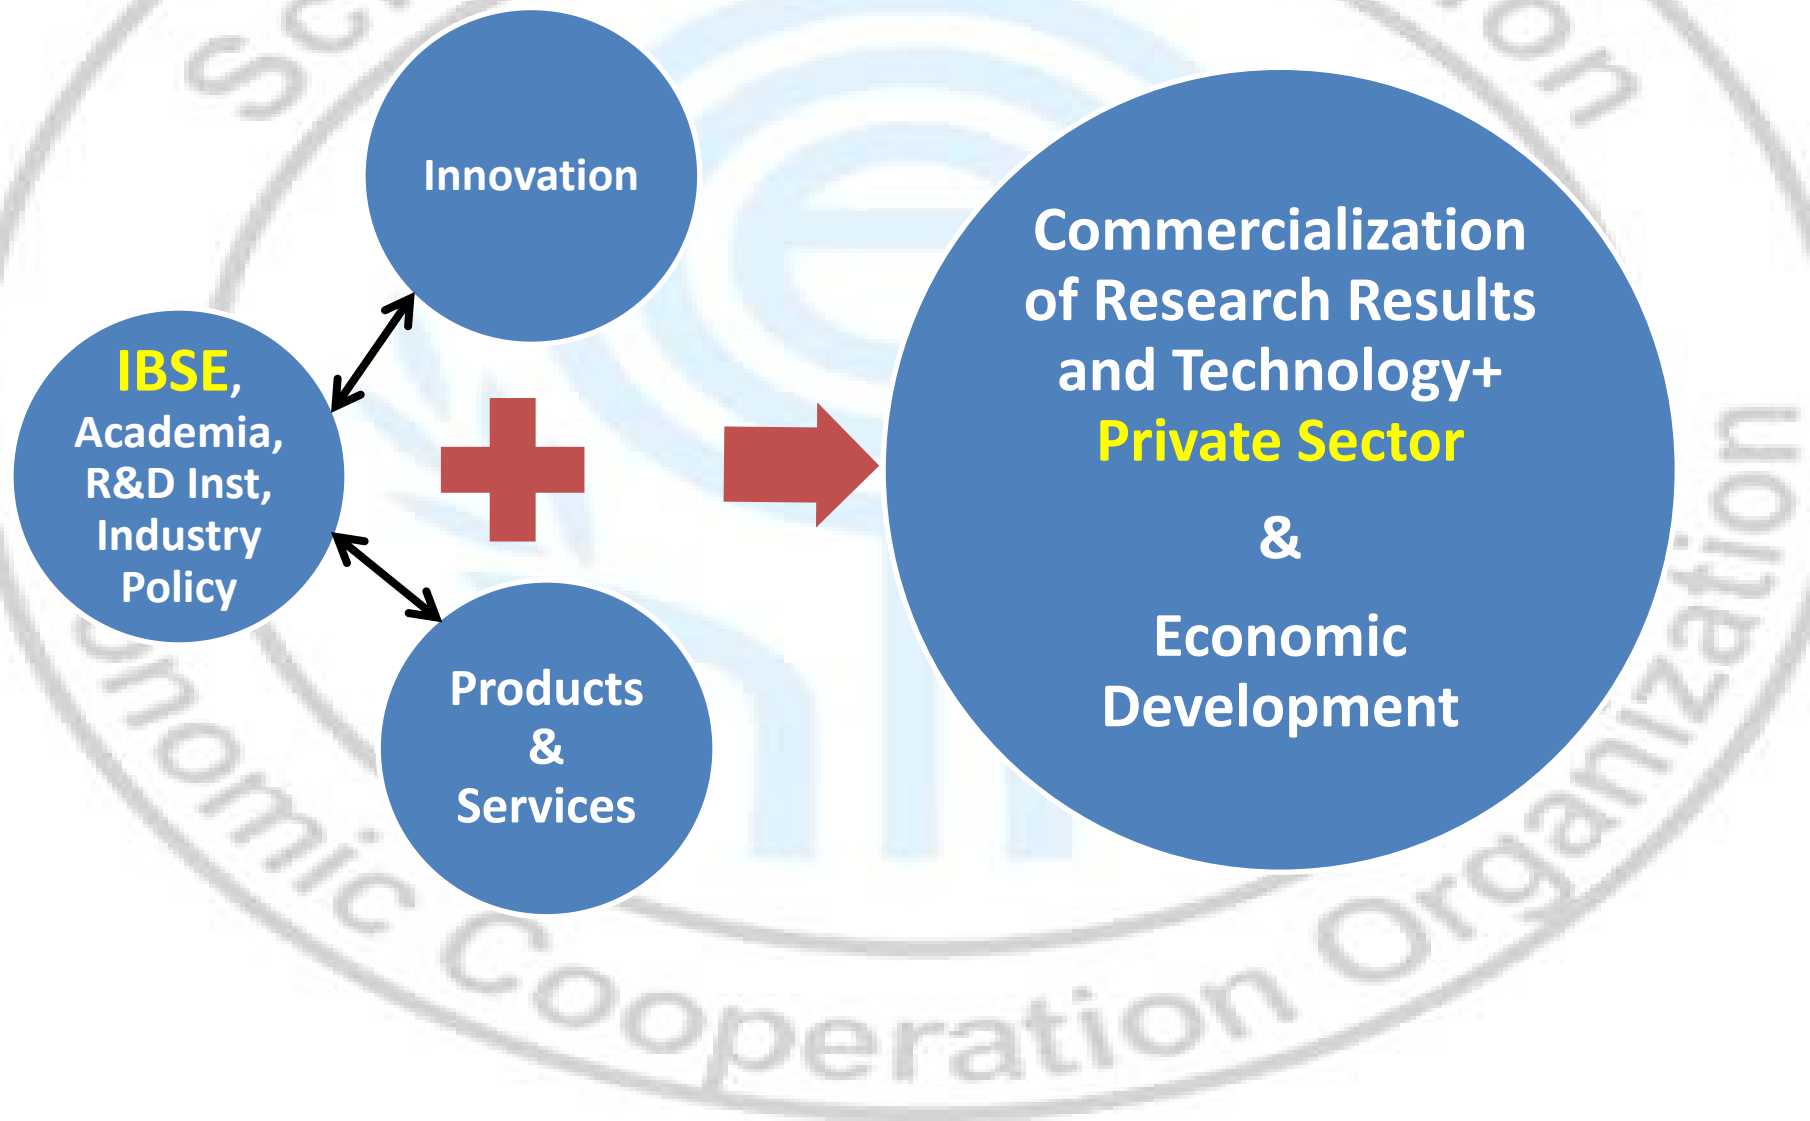 Innovation
IBSE,
Academia,
R&D Inst,
Industry
Policy
Products
&
Services
Commercialization
of Research Results
and Technology+
Private Sector
&
Economic
Development
Cooperation Organization